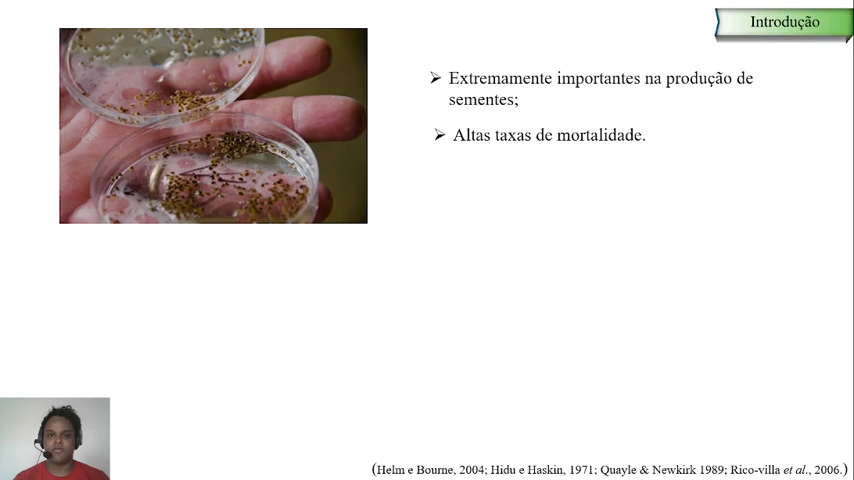 Introdução
➢ Extremamente importantes na produção de
sementes;
➢ Altas taxas de mortalidade.
(Helm e Bourne, 2004; Hidu e Haskin, 1971; Quayle & Newkirk 1989; Rico-villa et al., 2006.)